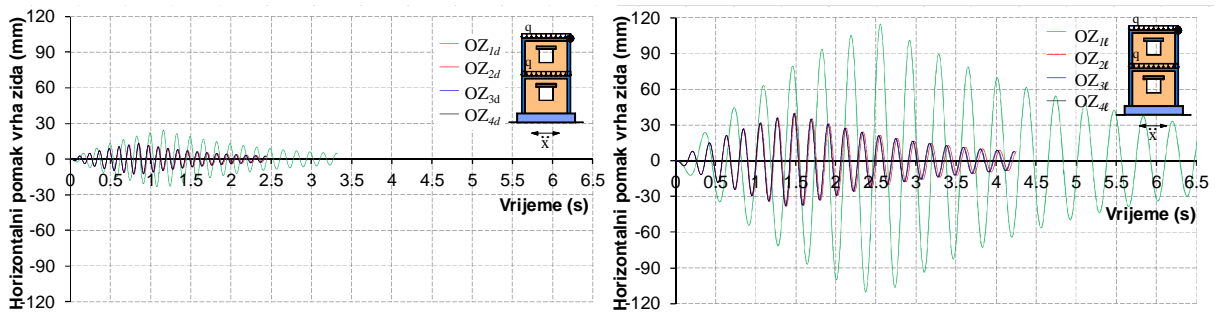 Horizontalni pomak vrha zida (mm)
120
90
60
30
0
-30
-60
-90
-120
0 0.5 1 1.5 2 2.5 3 3.5 4 4.5 5 5.5 6 6.5
Vrijeme (s)
OZ1d
OZ2d
OZ3d
OZ4d
q
q
ẍ
Horizontalni pomak vrha zida (mm)
120
90
60
30
0
-30
-60
-90
-120
0 0.5 1 1.5 2 2.5 3 3.5 4 4.5 5 5.5 6 6.5
Vrijeme (s)
OZ1ℓ
OZ2ℓ
OZ3ℓ
OZ4ℓ
q
q
ẍ